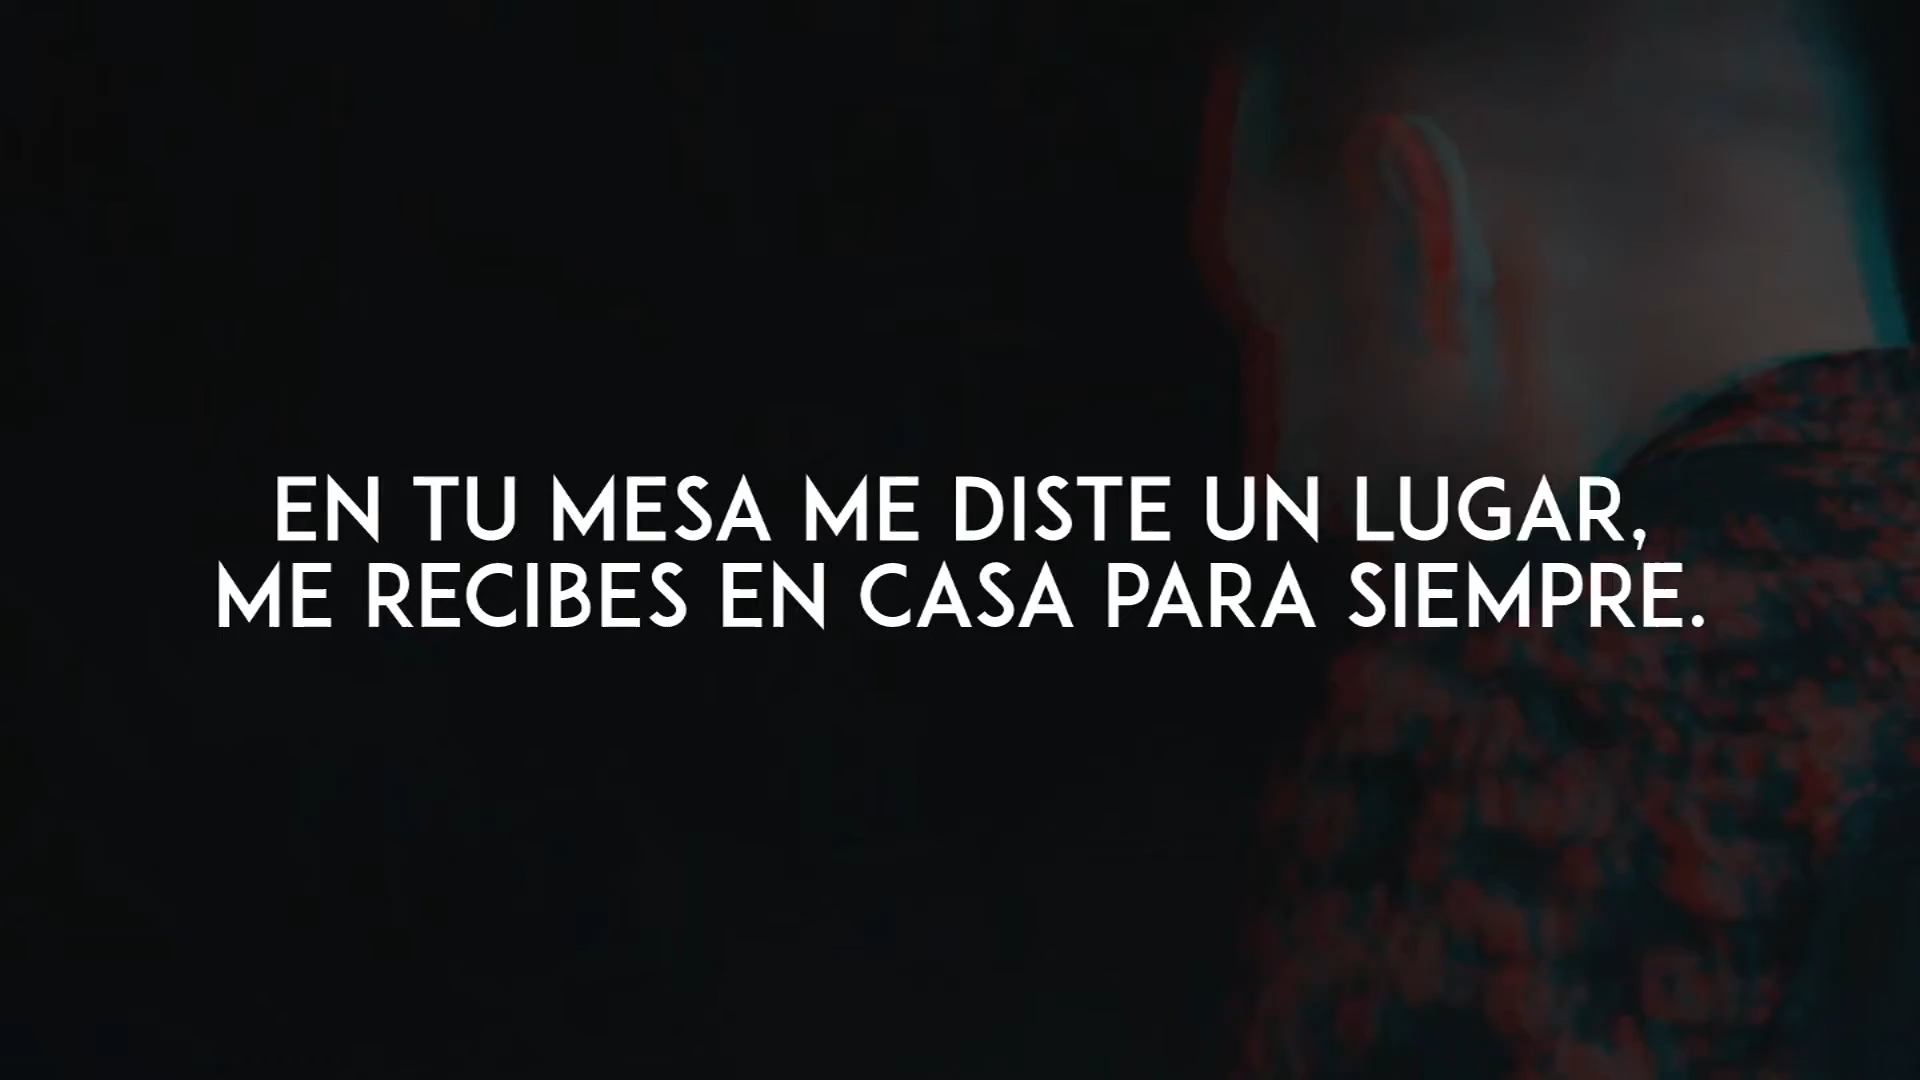 EN TU MESA ME DISTE UN LUGAR,
ME RECIBES EN CASA PARA SIEMPRE.